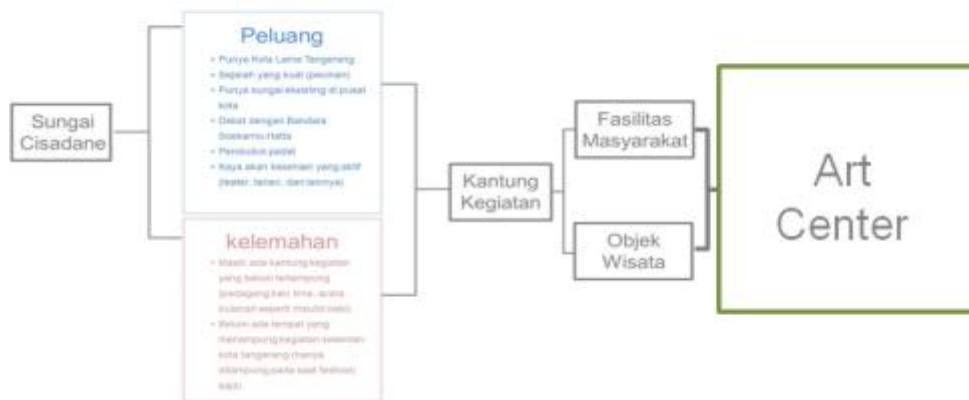 Sungai
Cisadane
Peluang
• Punya Kota Lama Tangerang
• Sejarah yang kuat (pecinan)
• Punya sungai eksisting di pusat
kota
• Dekat dengan Bandara
Soekarno Hatta
• Penduduk padat
• Kaya akan kesenian yang aktif
(teater, tarian, dan lainnya)
kelemahan
• Masih ada kantung kegiatan
yang belum tertampung
(pedagang kaki lima, acara
bulanan seperti maulid nabi)
• Belum ada tempat yang
menampung kegiatan kesenian
kota tangerang (hanya
ditampung pada saat festival
saja)
Kantung
Kegiatan
Fasilitas
Masyarakat
Objek
Wisata
Art
Center